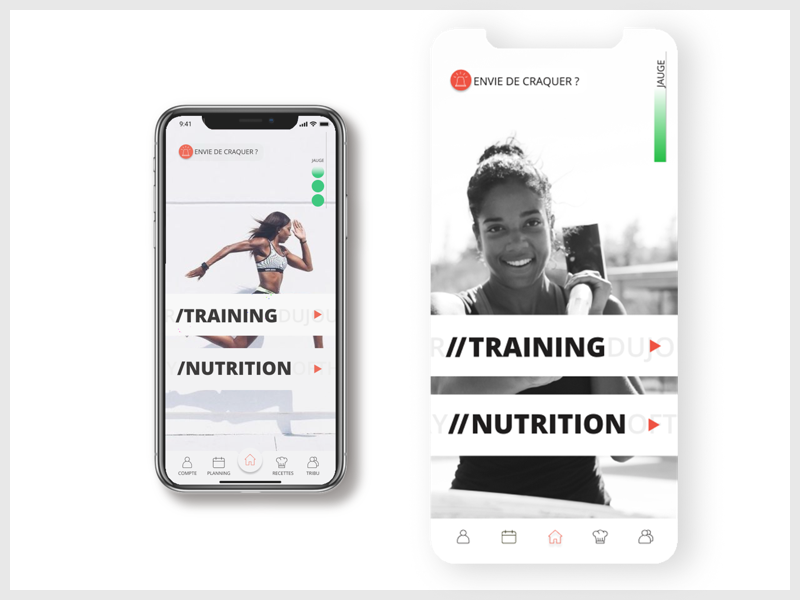 9:41
ENVIE DE CRAQUER ?
JAUGE
/TRAINING DUJOU
/NUTRITION
COMPTE PLANNING RECETTES TRIBU
ENVIE DE CRAQUER ?
JAUGE
R //TRAINING DUJO
Y //NUTRITION OFT